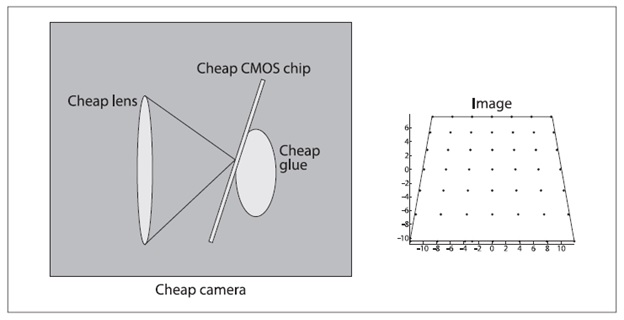 Cheap CMOS chip
Cheap lens
Cheap
glue
Cheap camera
Image
6
4
2
0
−2
−4
−6
−8
−10
−10 −8 −6 −4 −2 0 2 4 6 8 10